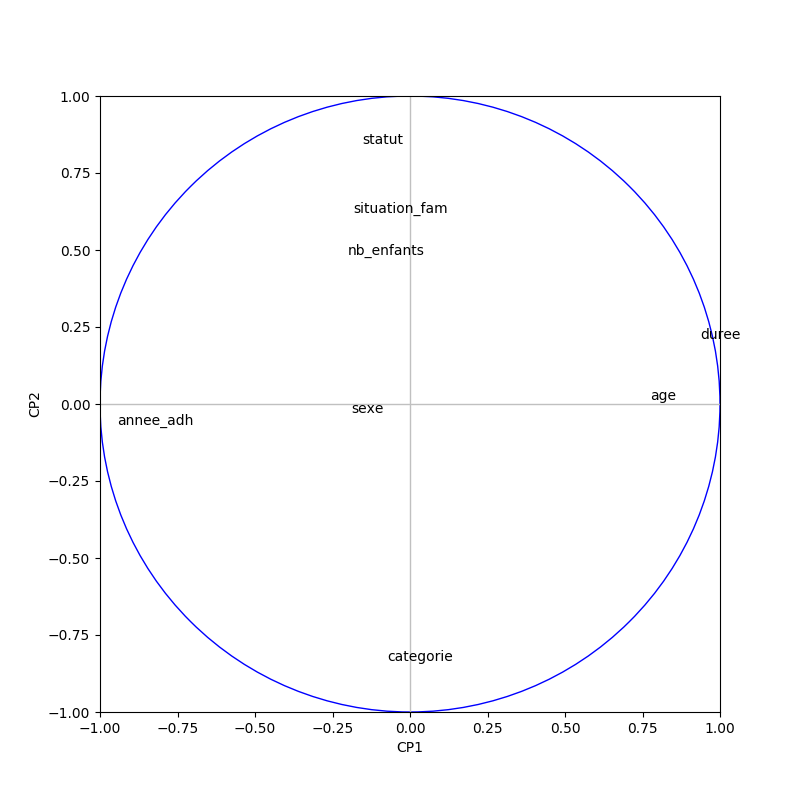 1.00
statut
0.75
situation_fam
0.50
nb_enfants
0.25
duree
age
CP2
0.00
sexe
annee_adh
−0.25
−0.50
−0.75
categorie
−1.00
−1.00 −0.75 −0.50 −0.25 0.00 0.25 0.50 0.75 1.00
CP1